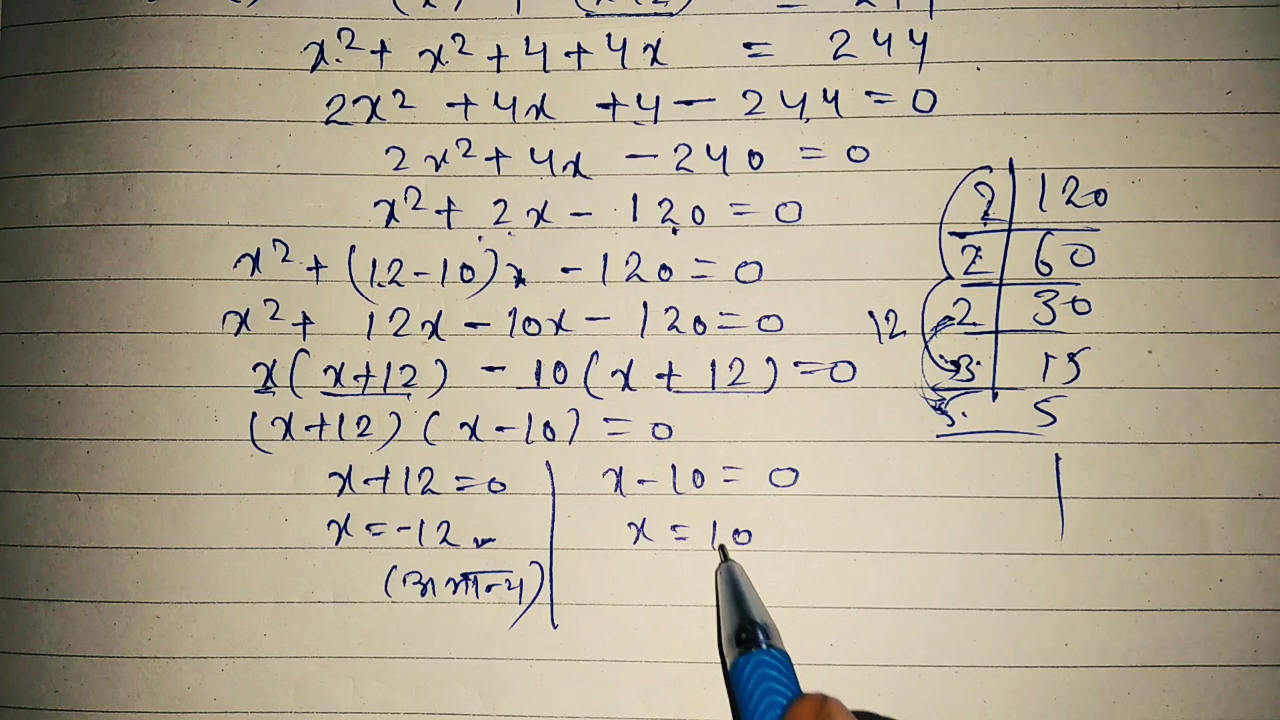 x² + x² + 4 + 4x = 244
2x² + 4x + 4 - 244 = 0
2x² + 4x - 240 = 0
x² + 2x - 120 = 0
x² + (12-10)x - 120 = 0
x² + 12x - 10x - 120 = 0
x(x+12) - 10(x+12) = 0
(x+12)(x-10) = 0
x+12=0
x=-12
(अमान्य)
x-10=0
x=10
2 | 120
2 | 60
2 | 30
3 | 15
5 5
12